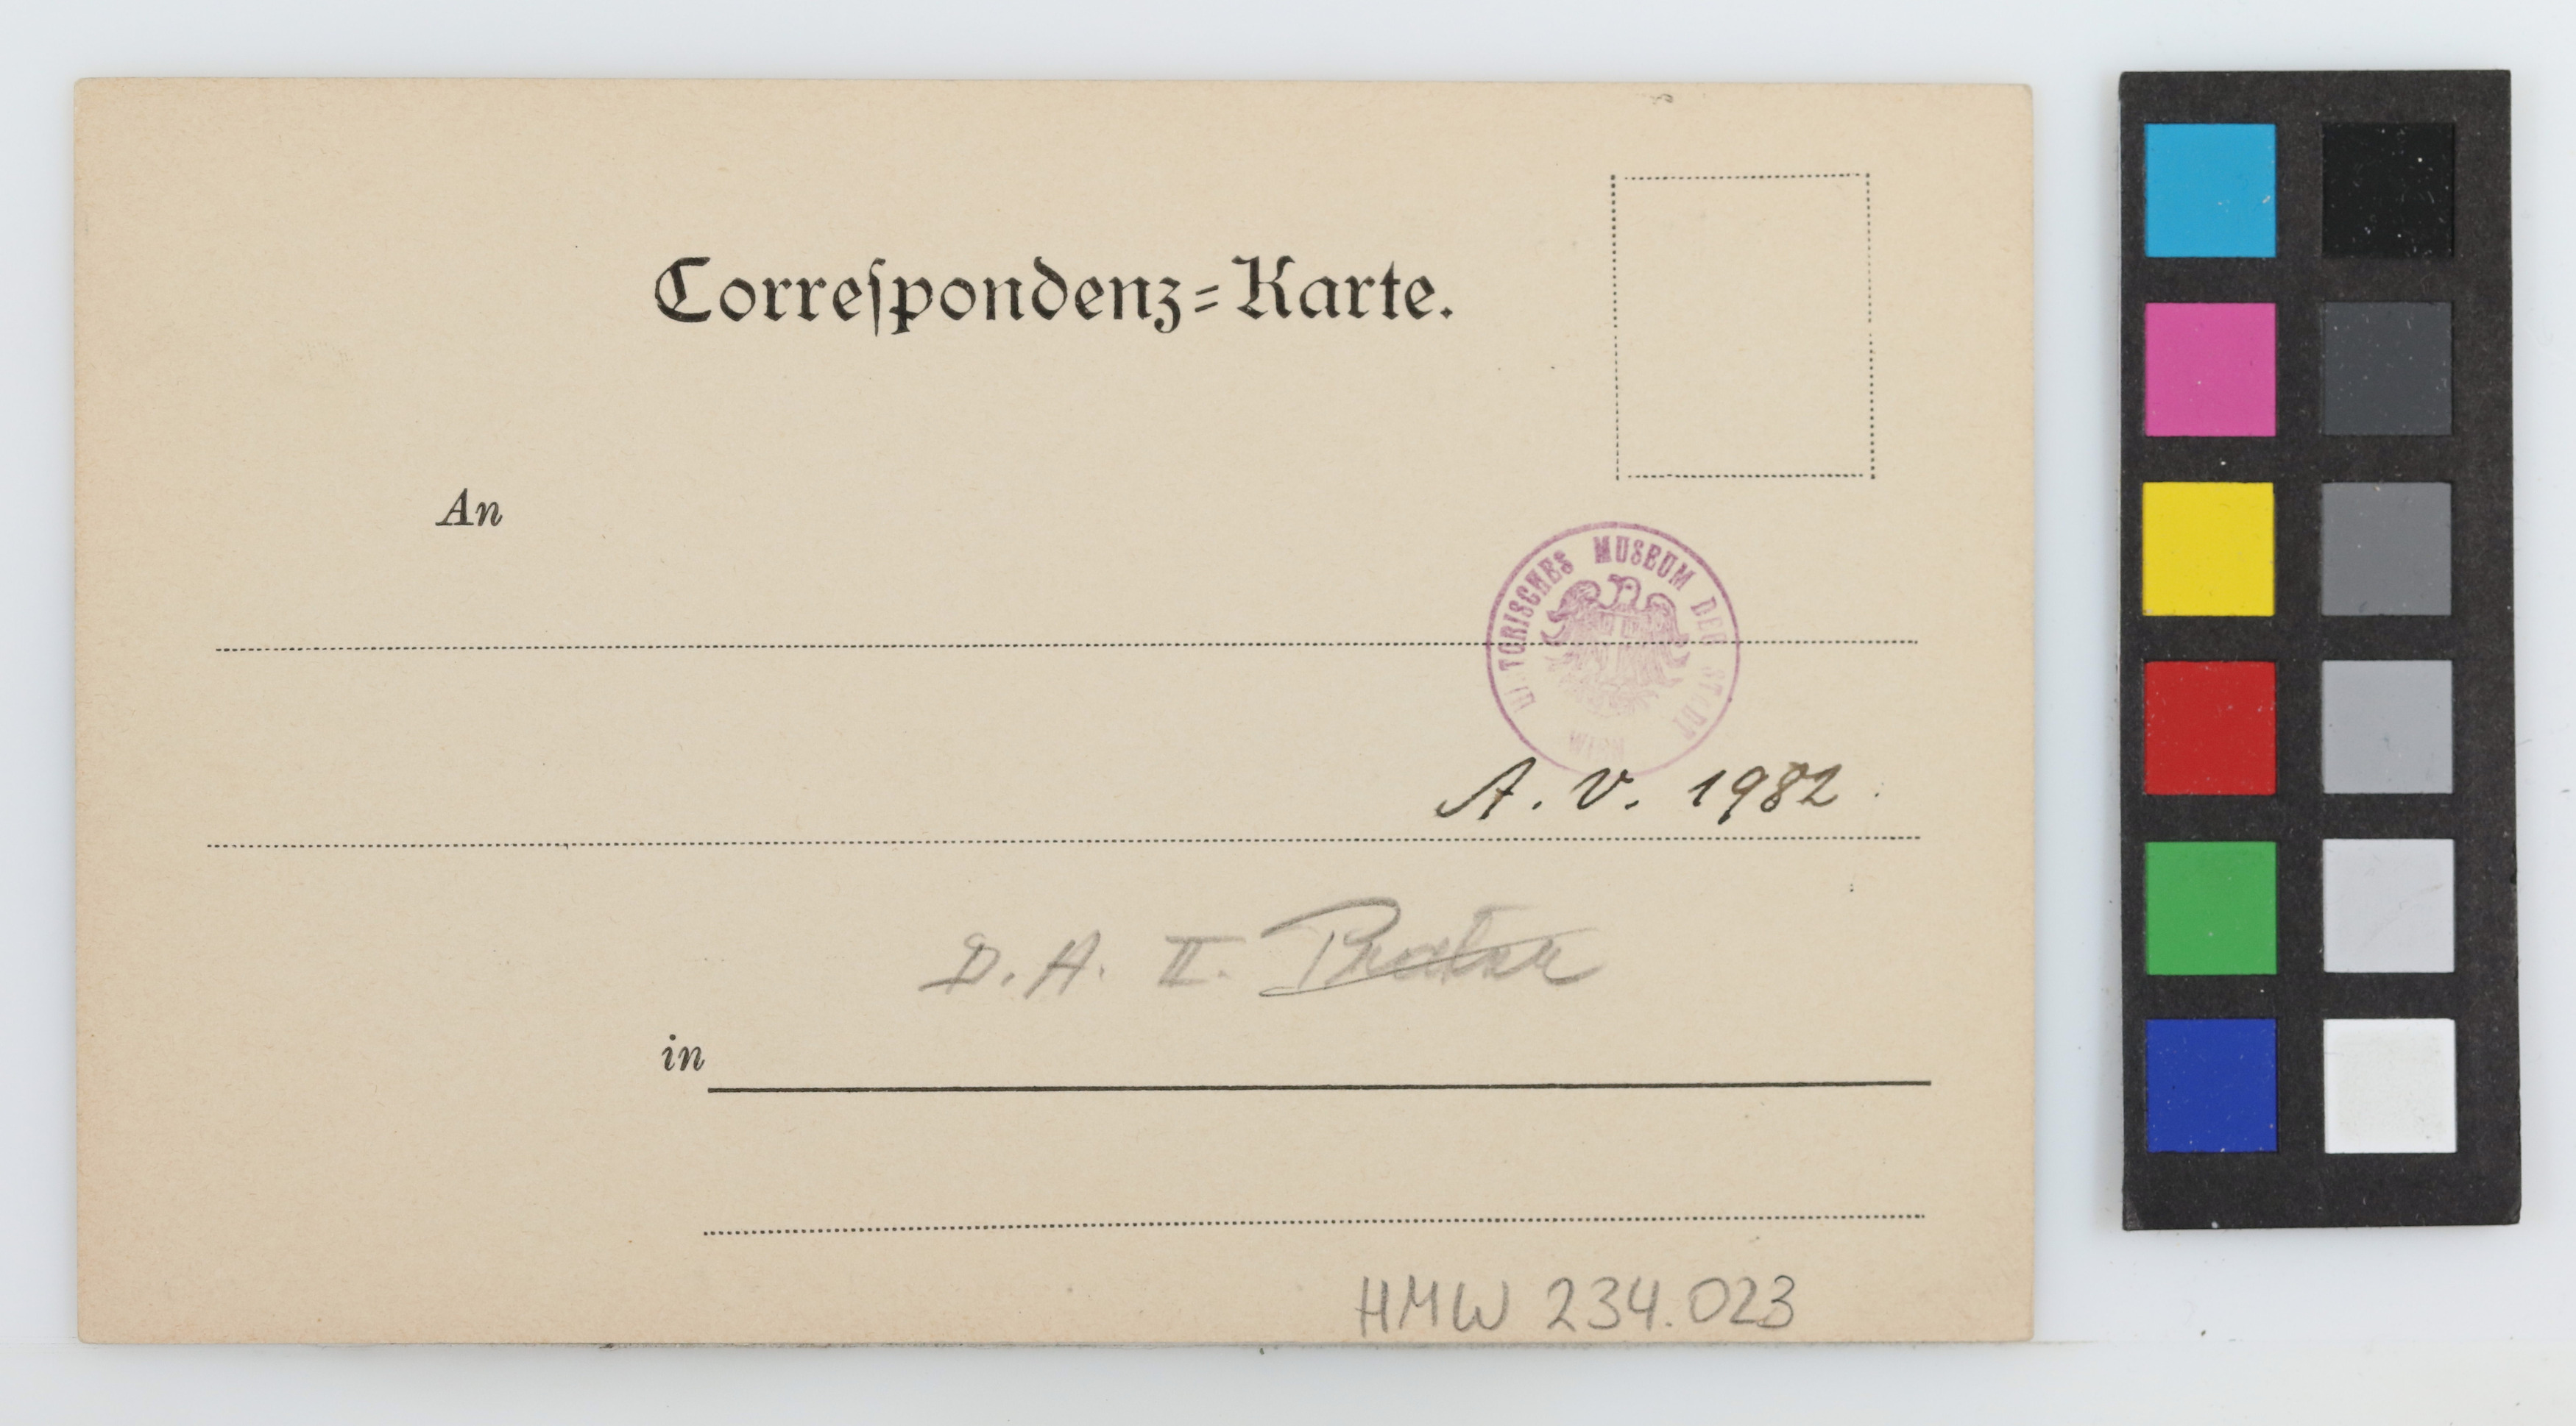 Correſpondenz=Karte.
An
HISTORISCHES MUSEUM DER STADT WIEN
A. V. 1982.
D. A. II. Prater
in
HMW 234.023